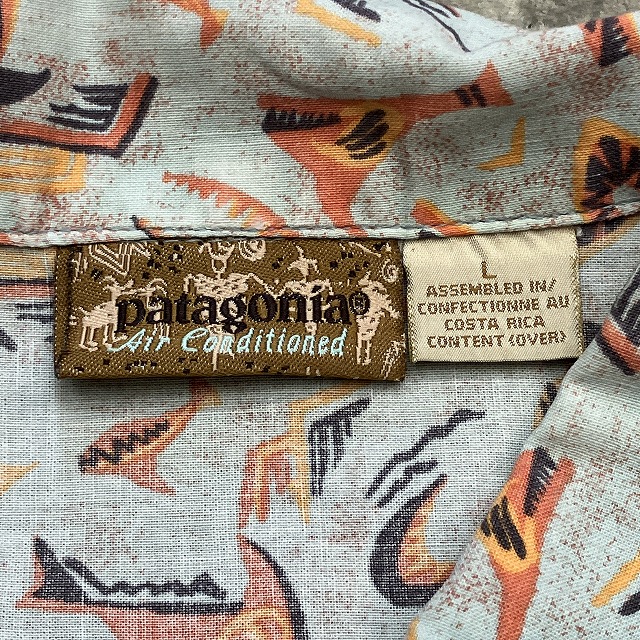 patagonia®
Air Conditioned
L
ASSEMBLED IN/
CONFECTIONNE AU
COSTA RICA
CONTENT (OVER)